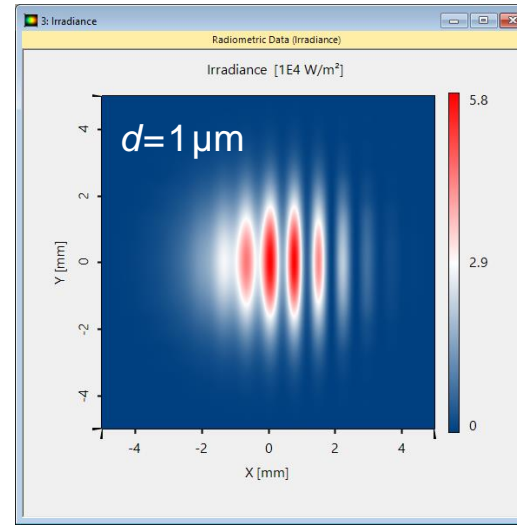 3: Irradiance
Radiometric Data (Irradiance)
Irradiance [1E4 W/m²]
d=1 μm
5.8
2.9
0
4
2
0
-2
-4
Y [mm]
-4 -2 0 2 4
X [mm]